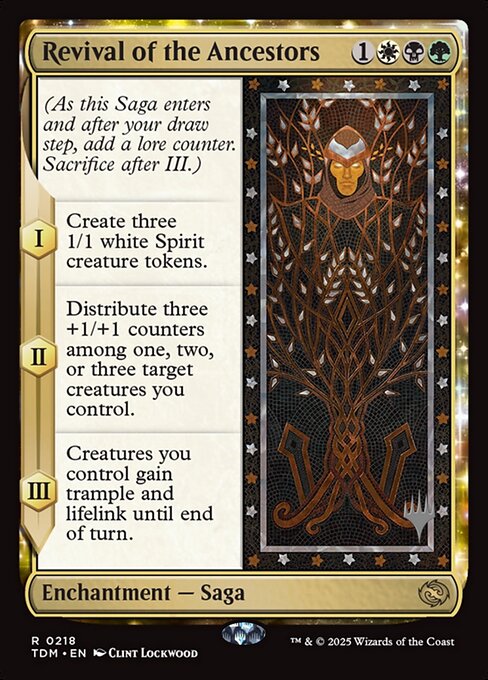 Revival of the Ancestors 1
(As this Saga enters
and after your draw
step, add a lore counter.
Sacrifice after III.)
I
Create three
1/1 white Spirit
creature tokens.
II
Distribute three
+1/+1 counters
among one, two,
or three target
creatures you
control.
III
Creatures you
control gain
trample and
lifelink until end
of turn.
Enchantment — Saga
R 0218
TDM • EN CLINT LOCKWOOD
™ & © 2025 Wizards of the Coast